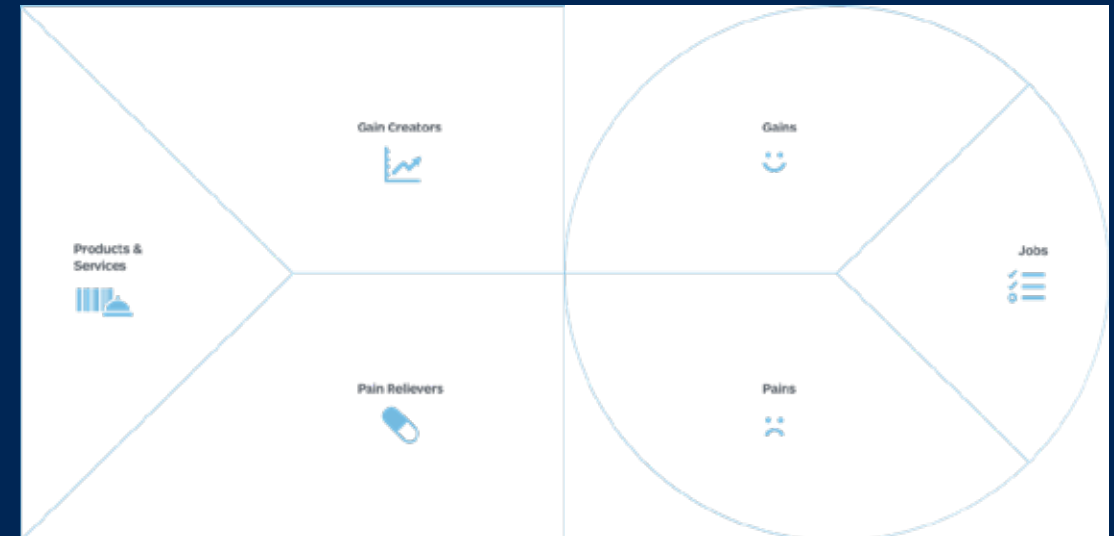 Gain Creators
Gains
Products &
Services
Jobs
Pain Relievers
Pains